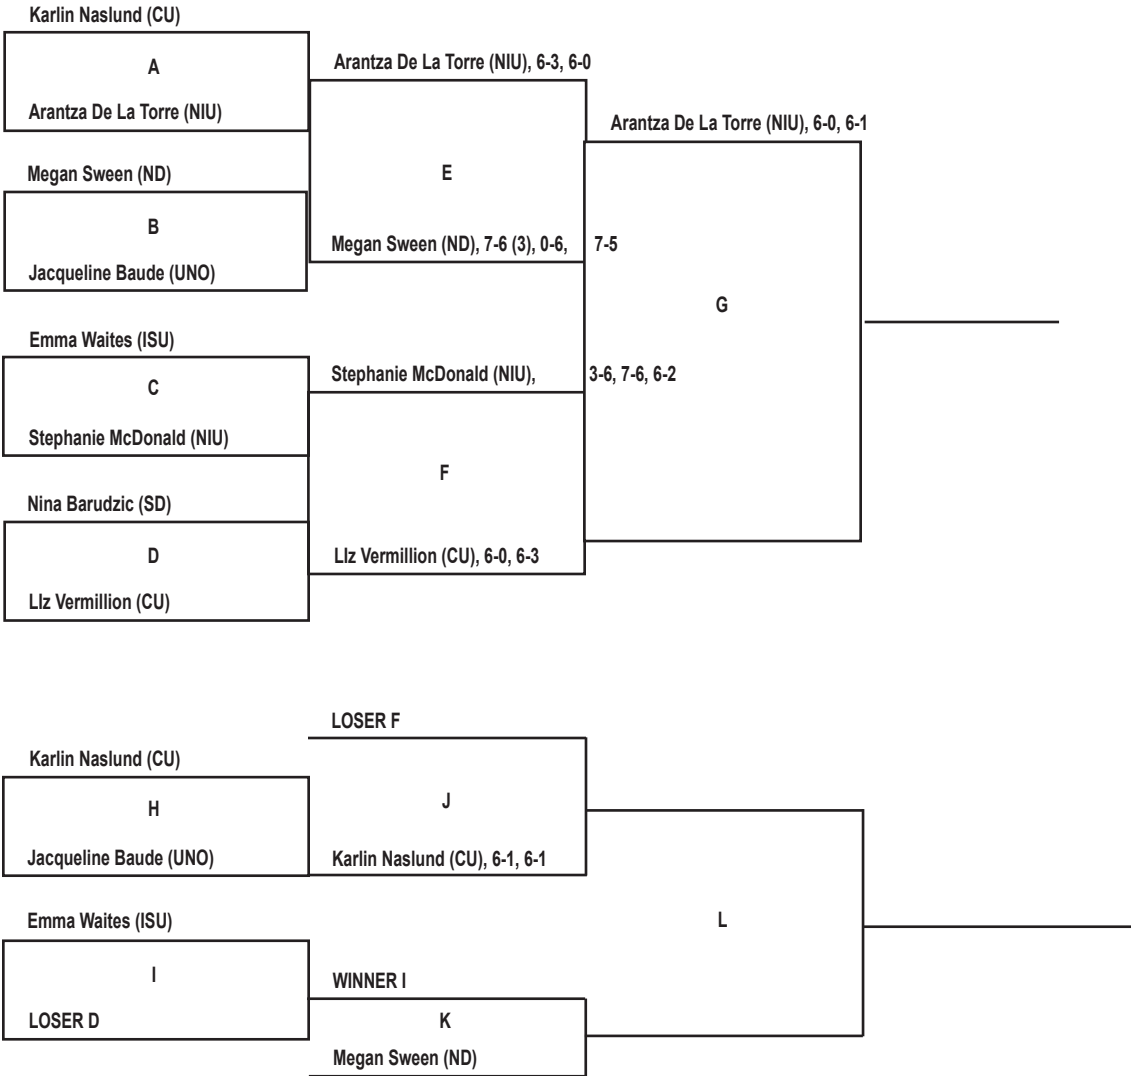 Karlin Naslund (CU)
A
Arantza De La Torre (NIU)
Arantza De La Torre (NIU), 6-3, 6-0
Arantza De La Torre (NIU), 6-0, 6-1
Megan Sween (ND)
B
Jacqueline Baude (UNO)
E
Megan Sween (ND), 7-6 (3), 0-6, 7-5
G
Emma Waites (ISU)
C
Stephanie McDonald (NIU)
Stephanie McDonald (NIU), 3-6, 7-6, 6-2
F
Nina Barudzic (SD)
D
LIz Vermillion (CU)
LIz Vermillion (CU), 6-0, 6-3
LOSER F
Karlin Naslund (CU)
H
Jacqueline Baude (UNO)
J
Karlin Naslund (CU), 6-1, 6-1
Emma Waites (ISU)
I
LOSER D
L
WINNER I
K
Megan Sween (ND)